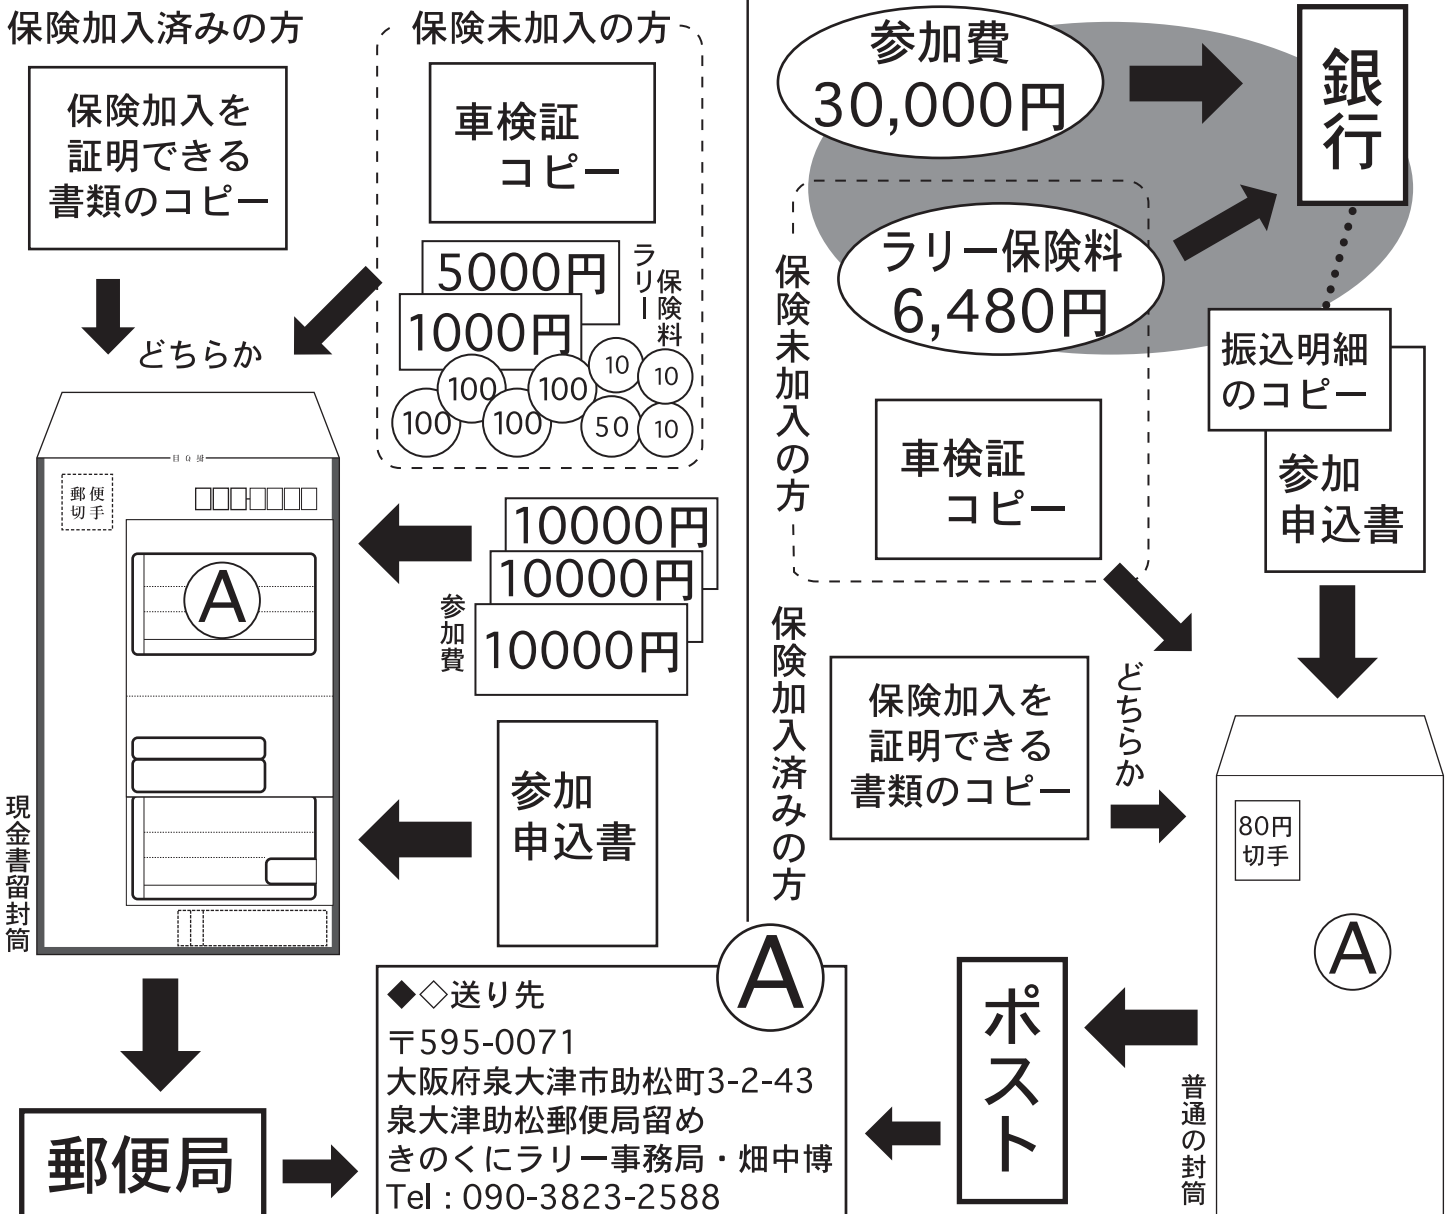 保険加入済みの方
保険加入を
証明できる
書類のコピー
保険未加入の方
車検証
コピー
5000円
1000円
ラリー
保険料
100
100
100
100
10
10
50
10
どちらか
郵便
切手
A
現金書留封筒
10000円
10000円
10000円
参加費
参加
申込書
郵便局
◆◇送り先
A
〒595-0071
大阪府泉大津市助松町3-2-43
泉大津助松郵便局留め
きのくにラリー事務局・畑中博
Tel：090-3823-2588
参加費
30,000円
銀行
保険未加入の方
ラリー保険料
6,480円
車検証
コピー
振込明細
のコピー
参加
申込書
保険加入済みの方
保険加入を
証明できる
書類のコピー
どちらか
80円
切手
A
普通の封筒
ポスト